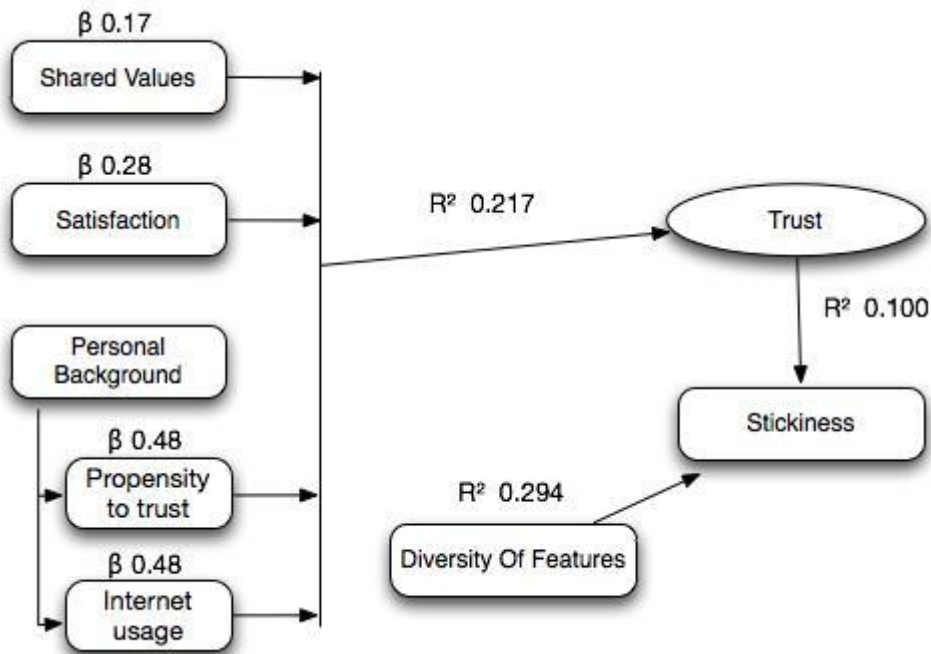 β 0.17
Shared Values
β 0.28
Satisfaction
R² 0.217
Trust
R² 0.100
Personal
Background
Stickiness
β 0.48
Propensity
to trust
R² 0.294
Diversity Of Features
β 0.48
Internet
usage